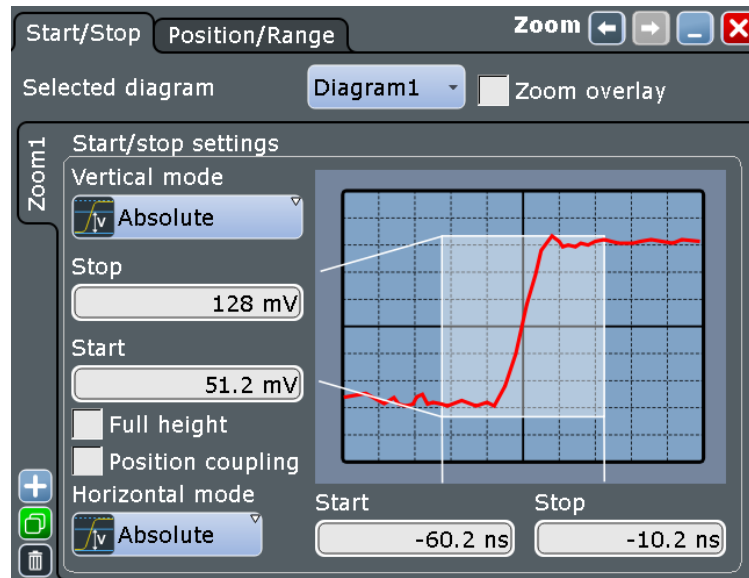 Start/Stop Position/Range Zoom
Selected diagram Diagram1 Zoom overlay
Zoom1
Start/stop settings
Vertical mode
Absolute
Stop
128 mV
Start
51.2 mV
Full height
Position coupling
Horizontal mode
Absolute
Start Stop
-60.2 ns -10.2 ns